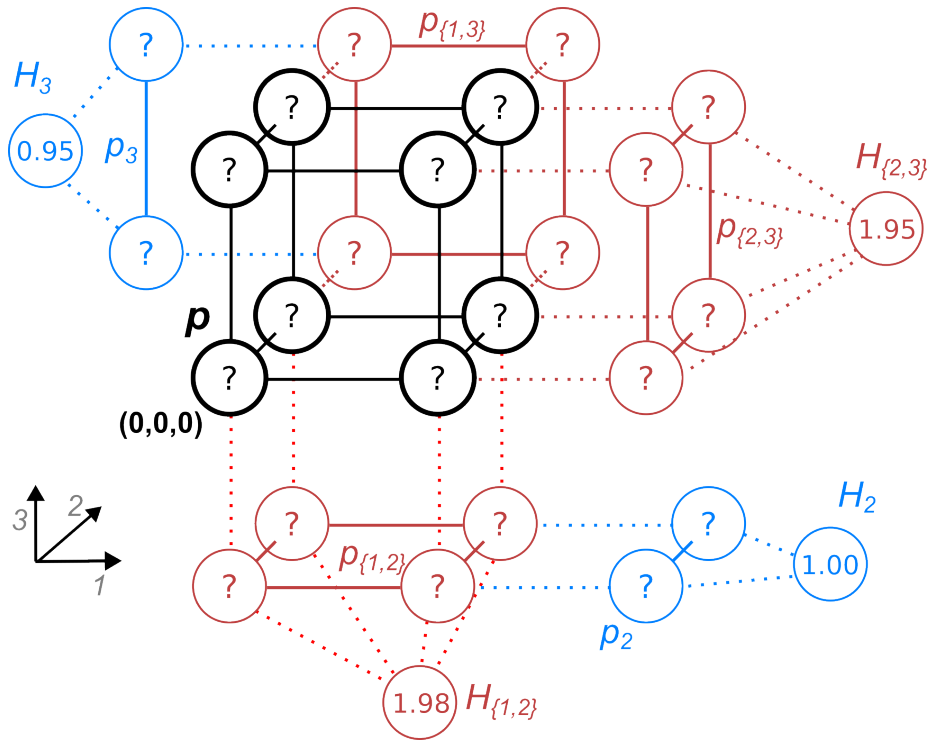 ? ? p{1,3} ?
H3 ? ?
0.95 p3 ? ? ? H{2,3}
? ? ? p{2,3} 1.95
p ? ? ?
? ? ?
(0,0,0)
3 2 ? ? ? H2
1 ? p{1,2} ? ? 1.00
p2
1.98 H{1,2}